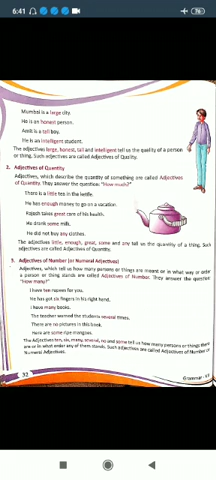 6:41
76
Mumbai is a large city.
He is an honest person.
Amit is a tall boy.
He is an intelligent student.
The adjectives large, honest, tall and intelligent tell us the quality of a person
or thing. Such adjectives are called Adjectives of Quality.
2. Adjectives of Quantity
Adjectives, which describe the quantity of something are called Adjectives
of Quantity. They answer the question: "How much?"
There is a little tea in the kettle.
He has enough money to go on a vacation.
Rajesh takes great care of his health.
He drank some milk.
He did not buy any clothes.
The adjectives little, enough, great, some and any tell us the quantity of a thing. Such
adjectives are called Adjectives of Quantity.
3. Adjectives of Number (or Numeral Adjectives)
Adjectives, which tell us how many persons or things are meant or in what way or order
a person or thing stands are called Adjectives of Number. They answer the question
"How many?"
I have ten rupees for you.
He has got six fingers in his right hand.
I have many books.
The teacher warned the students several times.
There are no pictures in this book.
Here are some ripe mangoes.
The Adjectives ten, six, many, several, no and some tell us how many persons or things there
are or in what order any of them stands. Such adjectives are called Adjectives of Number or
Numeral Adjectives.
32
Grammar